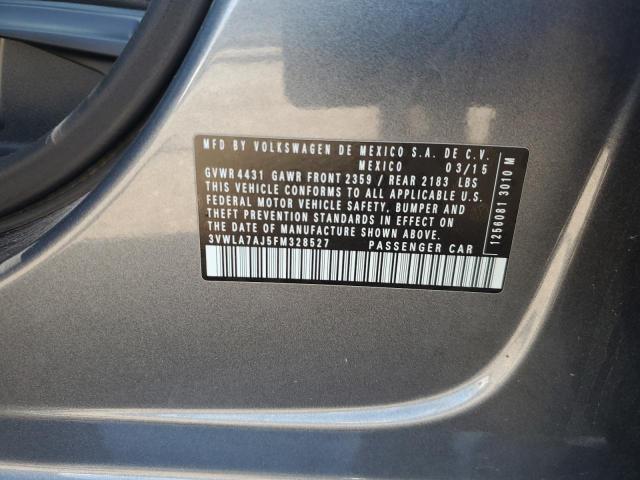 MFD BY VOLKSWAGEN DE MEXICO S.A. DE C.V.
MEXICO 03/15
GVWR 4431 GAWR FRONT 2359 / REAR 2183 LBS
THIS VEHICLE CONFORMS TO ALL APPLICABLE U.S.
FEDERAL MOTOR VEHICLE SAFETY, BUMPER AND
THEFT PREVENTION STANDARDS IN EFFECT ON
THE DATE OF MANUFACTURE SHOWN ABOVE.
3VWLA7AJ5FM328527 PASSENGER CAR
1256081 3010 M